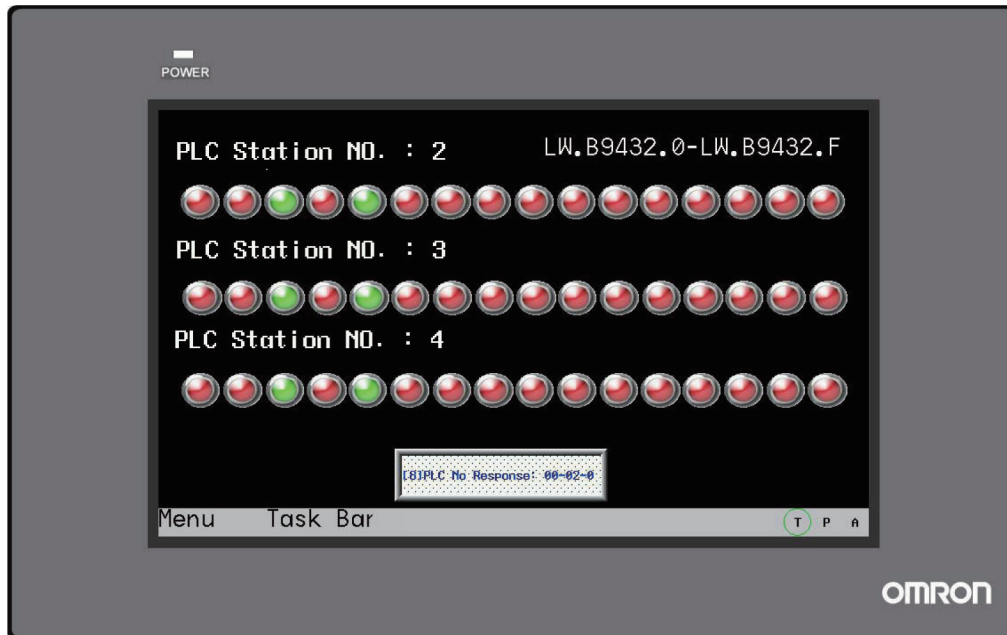 POWER
PLC Station NO. : 2
LW.B9432.0-LW.B9432.F
PLC Station NO. : 3
PLC Station NO. : 4
[8]PLC No Response: 00-02-0
Menu Task Bar T P A
OMRON